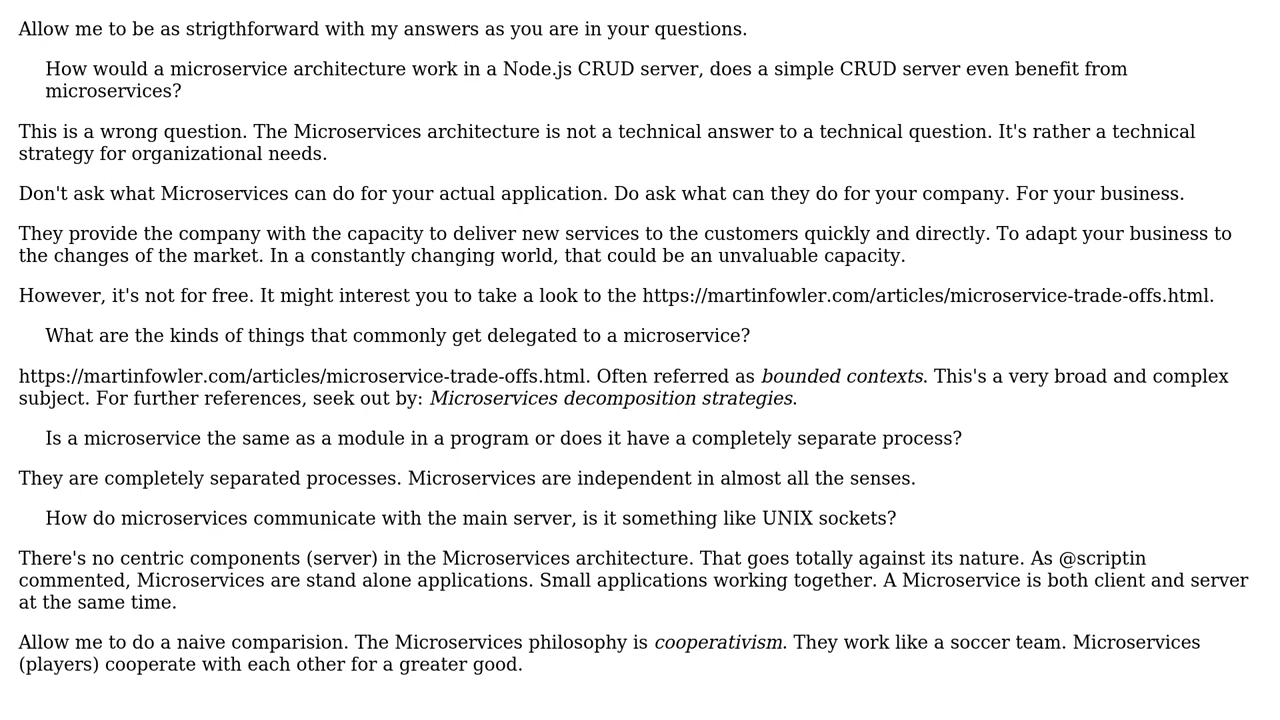 Allow me to be as strigthforward with my answers as you are in your questions.
How would a microservice architecture work in a Node.js CRUD server, does a simple CRUD server even benefit from
microservices?
This is a wrong question. The Microservices architecture is not a technical answer to a technical question. It's rather a technical
strategy for organizational needs.
Don't ask what Microservices can do for your actual application. Do ask what can they do for your company. For your business.
They provide the company with the capacity to deliver new services to the customers quickly and directly. To adapt your business to
the changes of the market. In a constantly changing world, that could be an unvaluable capacity.
However, it's not for free. It might interest you to take a look to the https://martinfowler.com/articles/microservice-trade-offs.html.
What are the kinds of things that commonly get delegated to a microservice?
https://martinfowler.com/articles/microservice-trade-offs.html. Often referred as bounded contexts. This's a very broad and complex
subject. For further references, seek out by: Microservices decomposition strategies.
Is a microservice the same as a module in a program or does it have a completely separate process?
They are completely separated processes. Microservices are independent in almost all the senses.
How do microservices communicate with the main server, is it something like UNIX sockets?
There's no centric components (server) in the Microservices architecture. That goes totally against its nature. As @scriptin
commented, Microservices are stand alone applications. Small applications working together. A Microservice is both client and server
at the same time.
Allow me to do a naive comparision. The Microservices philosophy is cooperativism. They work like a soccer team. Microservices
(players) cooperate with each other for a greater good.